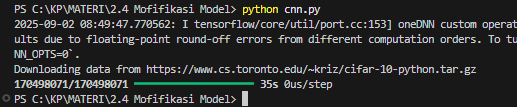 PS C:\KP\MATERI\2.4 Mofifikasi Model> python cnn.py
2025-09-02 08:49:47.770562: I tensorflow/core/util/port.cc:153] oneDNN custom operat
ults due to floating-point round-off errors from different computation orders. To tu
NN_OPTS=0`.
Downloading data from https://www.cs.toronto.edu/~kriz/cifar-10-python.tar.gz
170498071/170498071 ━━━━━━━━━━━━━━━━━━━━ 35s 0us/step
PS C:\KP\MATERI\2.4 Mofifikasi Model>